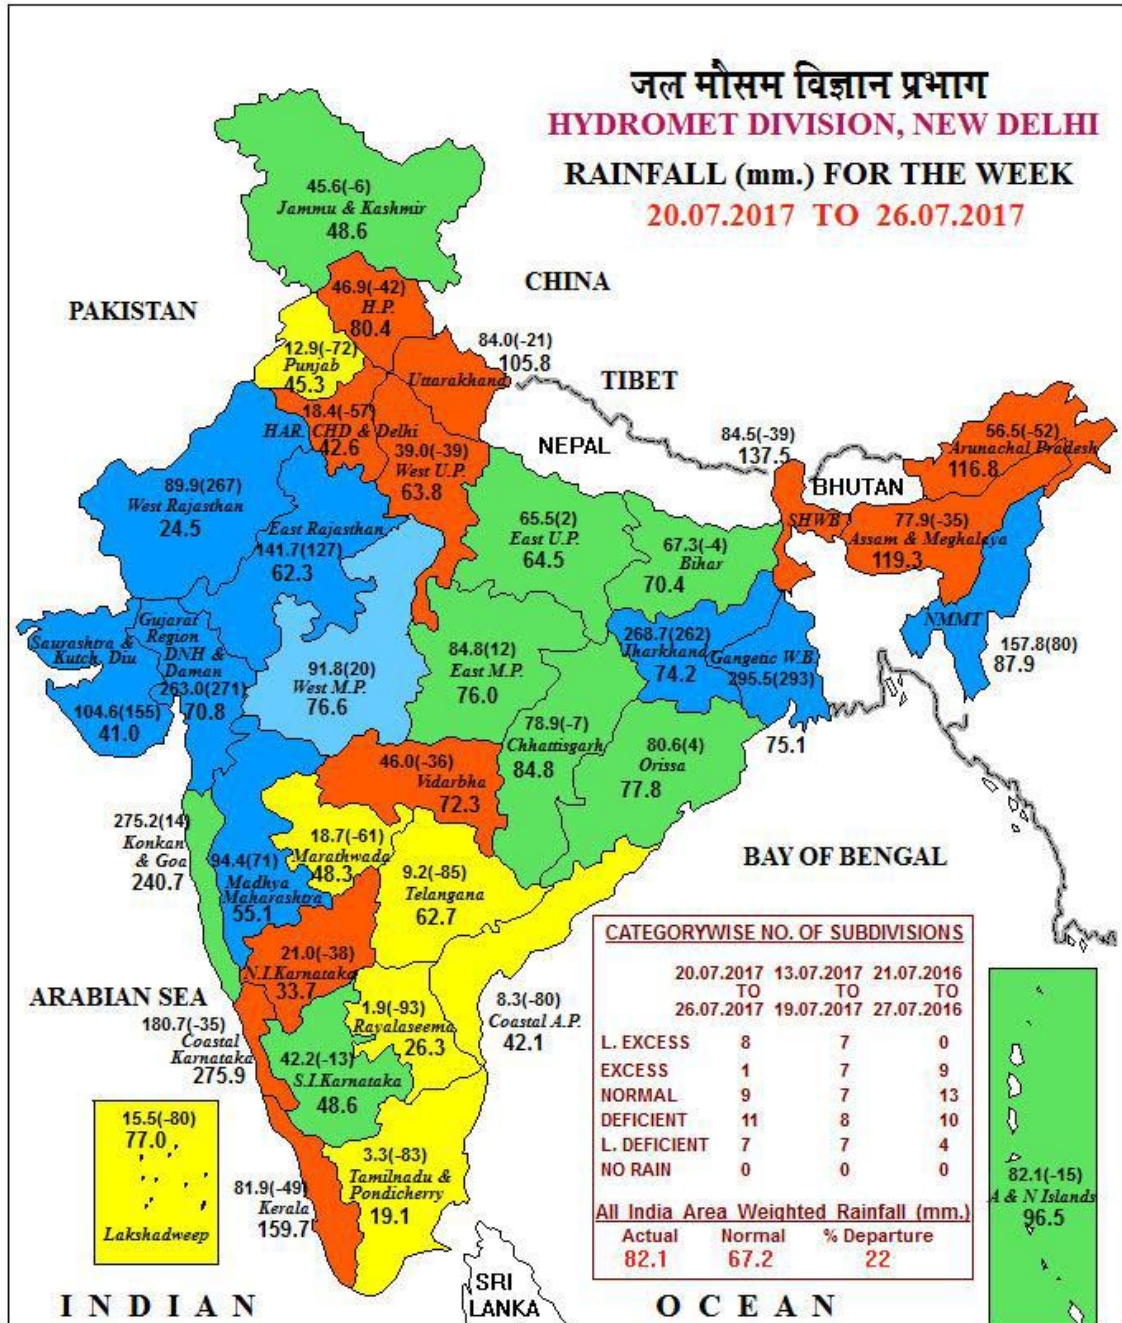 जल मौसम विज्ञान प्रभाग
HYDROMET DIVISION, NEW DELHI
RAINFALL (mm.) FOR THE WEEK
20.07.2017 TO 26.07.2017
45.6(-6)
Jammu & Kashmir
48.6
CHINA
PAKISTAN
46.9(-42)
H.P.
80.4
84.0(-21)
105.8
Uttarakhand
12.9(-72)
Punjab
45.3
TIBET
18.4(-57)
HAR. CHD & Delhi
42.6
39.0(-39)
West U.P.
63.8
NEPAL
84.5(-39)
137.5
SHWB
BHUTAN
56.5(-52)
Arunachal Pradesh
116.8
89.9(267)
West Rajasthan
24.5
East Rajasthan
141.7(127)
62.3
65.5(2)
East U.P.
64.5
67.3(-4)
Bihar
70.4
77.9(-35)
Assam & Meghalaya
119.3
NMMT
157.8(80)
87.9
Saurashtra &
Kutch, Diu
104.6(155)
41.0
Gujarat
Region
DNH &
Daman
263.0(271)
70.8
91.8(20)
West M.P.
76.6
84.8(12)
East M.P.
76.0
268.7(262)
Jharkhand
74.2
Gangetic W.B.
295.5(293)
75.1
78.9(-7)
Chhattisgarh
84.8
80.6(4)
Orissa
77.8
46.0(-36)
Vidarbha
72.3
275.2(14)
Konkan
& Goa
240.7
94.4(71)
Madhya
Maharashtra
55.1
18.7(-61)
Marathwada
48.3
9.2(-85)
Telangana
62.7
BAY OF BENGAL
21.0(-38)
N.I.Karnataka
33.7
ARABIAN SEA
180.7(-35)
Coastal
Karnataka
275.9
1.9(-93)
Rayalaseema
26.3
8.3(-80)
Coastal A.P.
42.1
42.2(-13)
S.I.Karnataka
48.6
15.5(-80)
77.0
Lakshadweep
81.9(-49)
Kerala
159.7
3.3(-83)
Tamilnadu &
Pondicherry
19.1
CATEGORYWISE NO. OF SUBDIVISIONS
20.07.2017 13.07.2017 21.07.2016
TO TO TO
26.07.2017 19.07.2017 27.07.2016
L. EXCESS 8 7 0
EXCESS 1 7 9
NORMAL 9 7 13
DEFICIENT 11 8 10
L. DEFICIENT 7 7 4
NO RAIN 0 0 0
All India Area Weighted Rainfall (mm.)
Actual Normal % Departure
82.1 67.2 22
82.1(-15)
A & N Islands
96.5
SRI
LANKA
INDIAN OCEAN